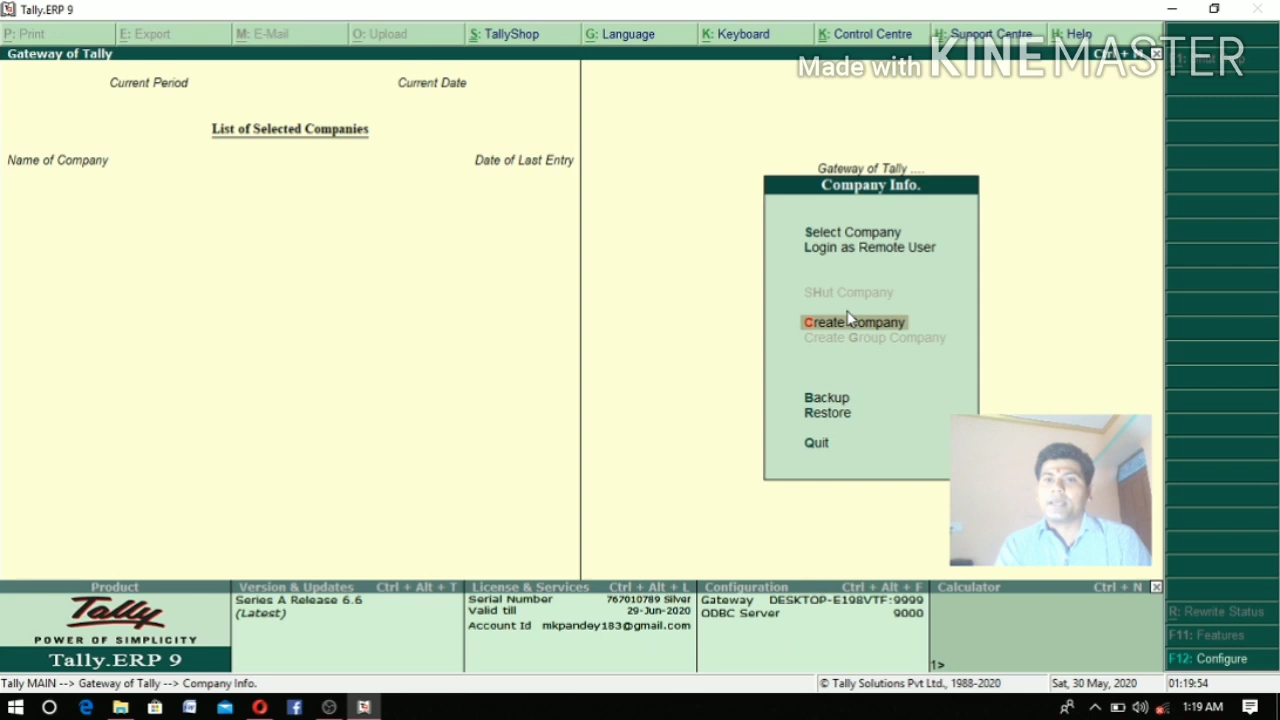 Tally.ERP 9
P: Print
E: Export
M: E-Mail
O: Upload
S: TallyShop
G: Language
K: Keyboard
K: Control Centre
H: Support Centre
H: Help
Gateway of Tally
Ctrl + M
Made with KINEMASTER
Current Period
Current Date
List of Selected Companies
Name of Company
Date of Last Entry
Gateway of Tally ....
Company Info.
Select Company
Login as Remote User
SHut Company
Create Company
Create Group Company
Backup
Restore
Quit
Product
Tally
POWER OF SIMPLICITY
Tally.ERP 9
Version & Updates Ctrl + Alt + T
Series A Release 6.6
(Latest)
License & Services Ctrl + Alt + L
Serial Number 767010789 Silver
Valid till 29-Jun-2020
Account Id mkpandey183@gmail.com
Configuration Ctrl + Alt + F
Gateway DESKTOP-E198VTF:9999
ODBC Server 9000
Calculator Ctrl + N
1>
R: Rewrite Status
F11: Features
F12: Configure
Tally MAIN --> Gateway of Tally --> Company Info.
© Tally Solutions Pvt Ltd., 1988-2020
Sat, 30 May, 2020
01:19:54
1:19 AM